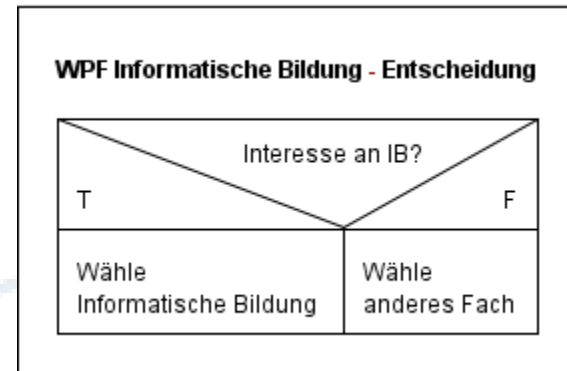 WPF Informatische Bildung - Entscheidung
Interesse an IB?
T
F
Wähle
Informatische Bildung
Wähle
anderes Fach